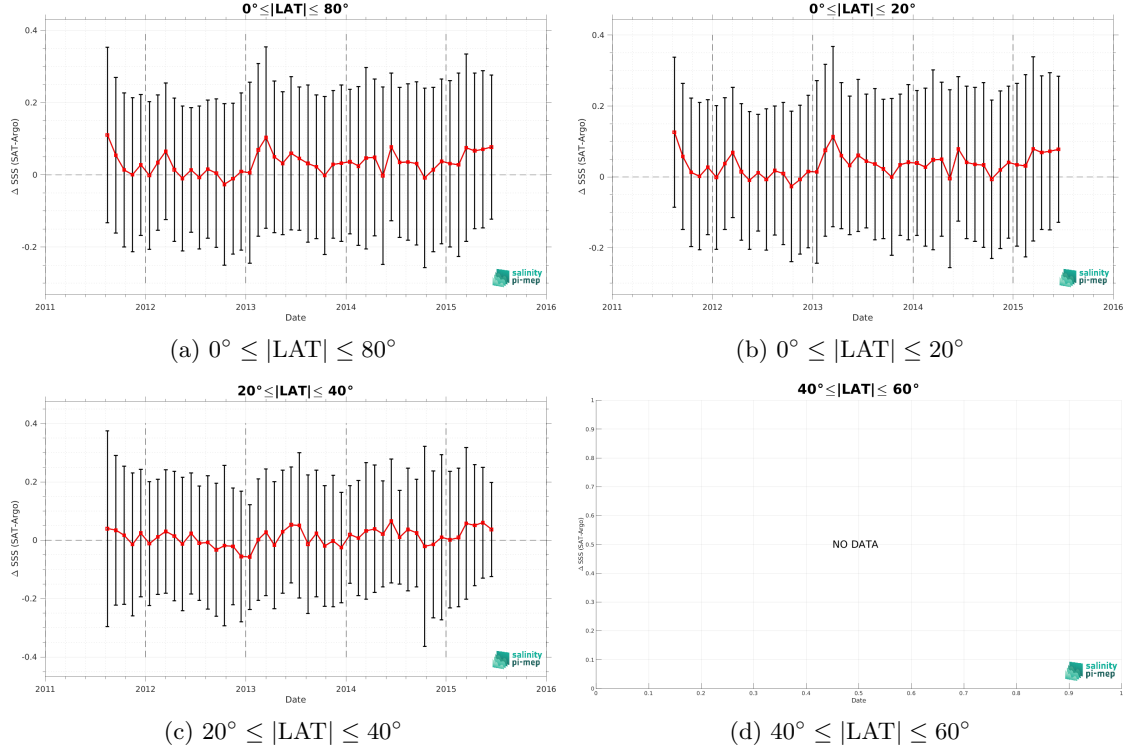 0°≤|LAT|≤ 80°
0.4
0.2
0
-0.2
Δ SSS (SAT-Argo)
2011 2012 2013 2014 2015 2016
Date
salinity
pi-mep
(a) 0° ≤ |LAT| ≤ 80°
0°≤|LAT|≤ 20°
0.4
0.2
0
-0.2
Δ SSS (SAT-Argo)
2011 2012 2013 2014 2015 2016
Date
salinity
pi-mep
(b) 0° ≤ |LAT| ≤ 20°
20°≤|LAT|≤ 40°
0.4
0.2
0
-0.2
-0.4
Δ SSS (SAT-Argo)
2011 2012 2013 2014 2015 2016
Date
salinity
pi-mep
(c) 20° ≤ |LAT| ≤ 40°
40°≤|LAT|≤ 60°
1
0.9
0.8
0.7
0.6
0.5
0.4
0.3
0.2
0.1
0
Δ SSS (SAT-Argo)
NO DATA
0 0.1 0.2 0.3 0.4 0.5 0.6 0.7 0.8 0.9 1
Date
salinity
pi-mep
(d) 40° ≤ |LAT| ≤ 60°